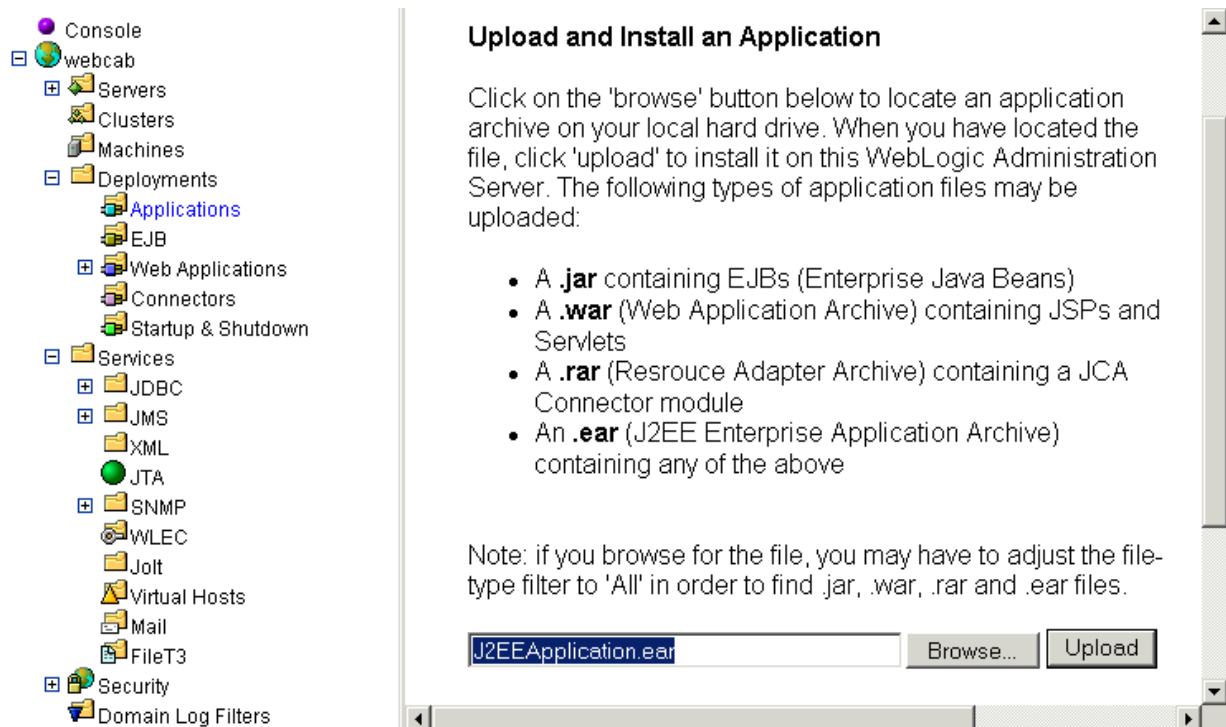 Console
webcab
Servers
Clusters
Machines
Deployments
Applications
EJB
Web Applications
Connectors
Startup & Shutdown
Services
JDBC
JMS
XML
JTA
SNMP
WLEC
Jolt
Virtual Hosts
Mail
FileT3
Security
Domain Log Filters
Upload and Install an Application
Click on the 'browse' button below to locate an application
archive on your local hard drive. When you have located the
file, click 'upload' to install it on this WebLogic Administration
Server. The following types of application files may be
uploaded:
• A .jar containing EJBs (Enterprise Java Beans)
• A .war (Web Application Archive) containing JSPs and
Servlets
• A .rar (Resrouce Adapter Archive) containing a JCA
Connector module
• An .ear (J2EE Enterprise Application Archive)
containing any of the above
Note: if you browse for the file, you may have to adjust the file-
type filter to 'All' in order to find .jar, .war, .rar and .ear files.
J2EEApplication.ear Browse... Upload